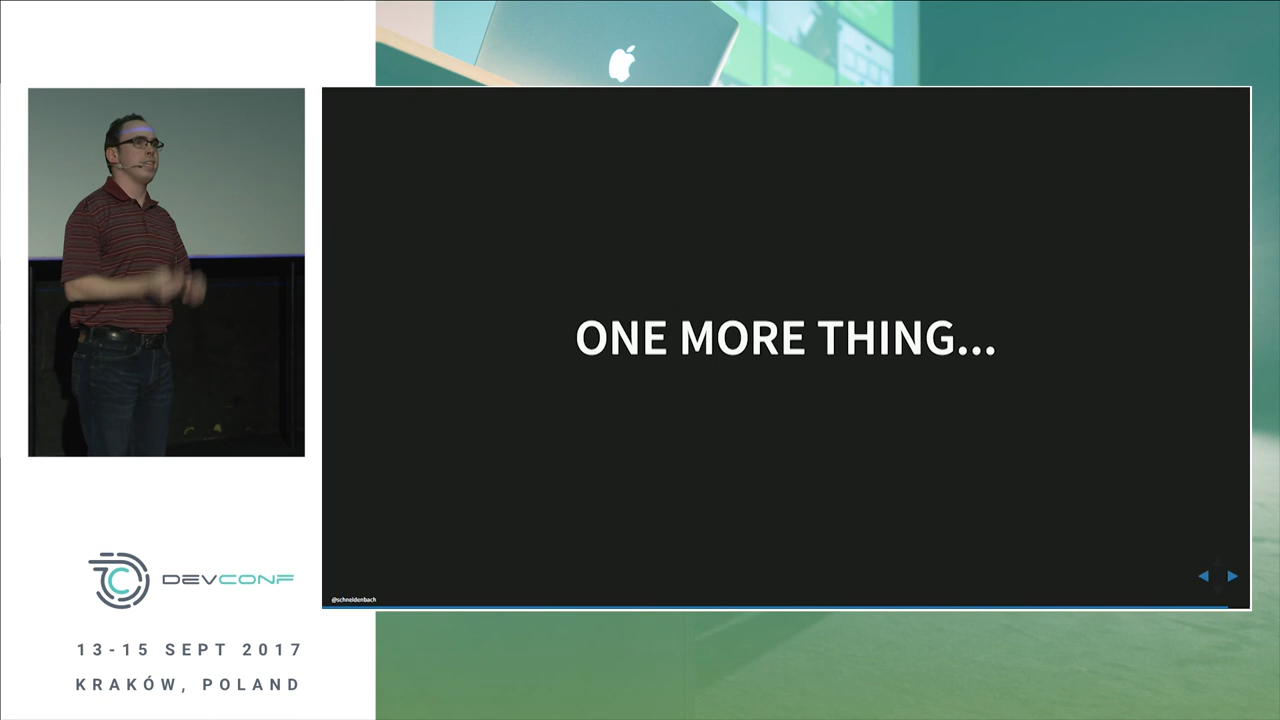 ONE MORE THING...
@schneidenbach
DEVCONF
13-15 SEPT 2017
KRAKÓW, POLAND